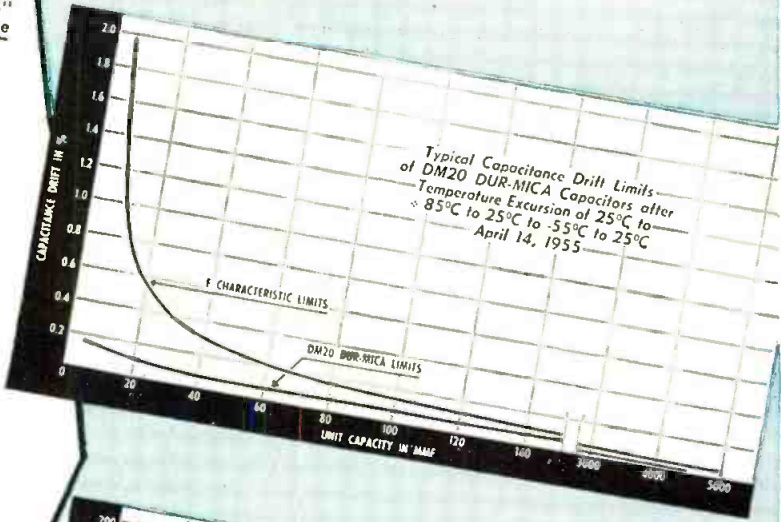 "
e
2.0
1.8
1.6
1.4
1.2
1.0
0.8
0.6
0.4
0.2
0
CAPACITANCE DRIFT IN %
Typical Capacitance Drift Limits
of DM20 DUR-MICA Capacitors after
Temperature Excursion of 25°C to
+ 85°C to 25°C to -55°C to 25°C
April 14, 1955
E CHARACTERISTIC LIMITS
DM20 DUR-MICA LIMITS
20 40 60 80 100 120 140 3000 4000 5000
UNIT CAPACITY IN MMF
200